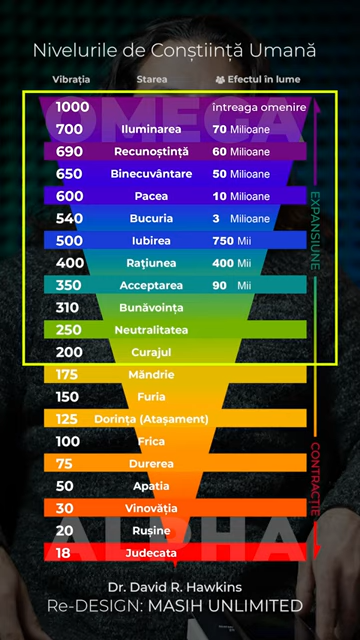 Nivelurile de Conștiință Umană
Vibrația Starea Efectul în lume
OMEGA
1000 întreaga omenire
700 Iluminarea 70 Milioane
690 Recunoștință 60 Milioane
650 Binecuvântare 50 Milioane
600 Pacea 10 Milioane
540 Bucuria 3 Milioane
500 Iubirea 750 Mii
400 Rațiunea 400 Mii
350 Acceptarea 90 Mii
310 Bunăvoința
250 Neutralitatea
200 Curajul
EXPANSIUNE
175 Mândrie
150 Furia
125 Dorința (Atașament)
100 Frica
75 Durerea
50 Apatia
30 Vinovăția
20 Rușine
18 Judecata
CONTRACȚIE
ALPHA
Dr. David R. Hawkins
Re-DESIGN: MASIH UNLIMITED